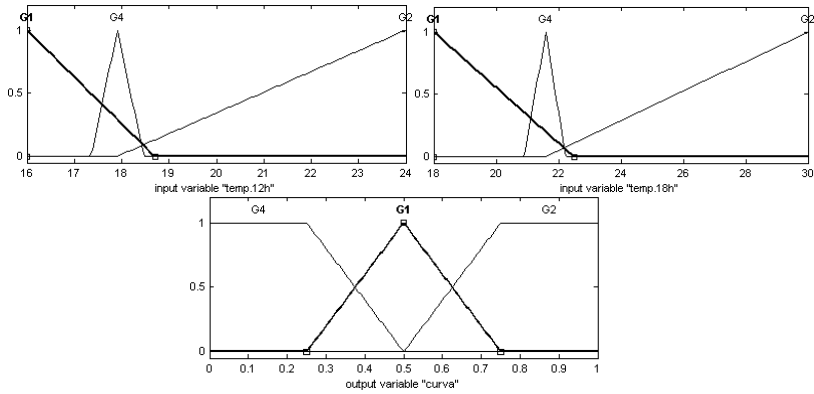 G1 G4 G2
1
0.5
0
16 17 18 19 20 21 22 23 24
input variable "temp.12h"
G1 G4 G2
1
0.5
0
18 20 22 24 26 28 30
input variable "temp.18h"
G4 G1 G2
1
0.5
0
0 0.1 0.2 0.3 0.4 0.5 0.6 0.7 0.8 0.9 1
output variable "curva"